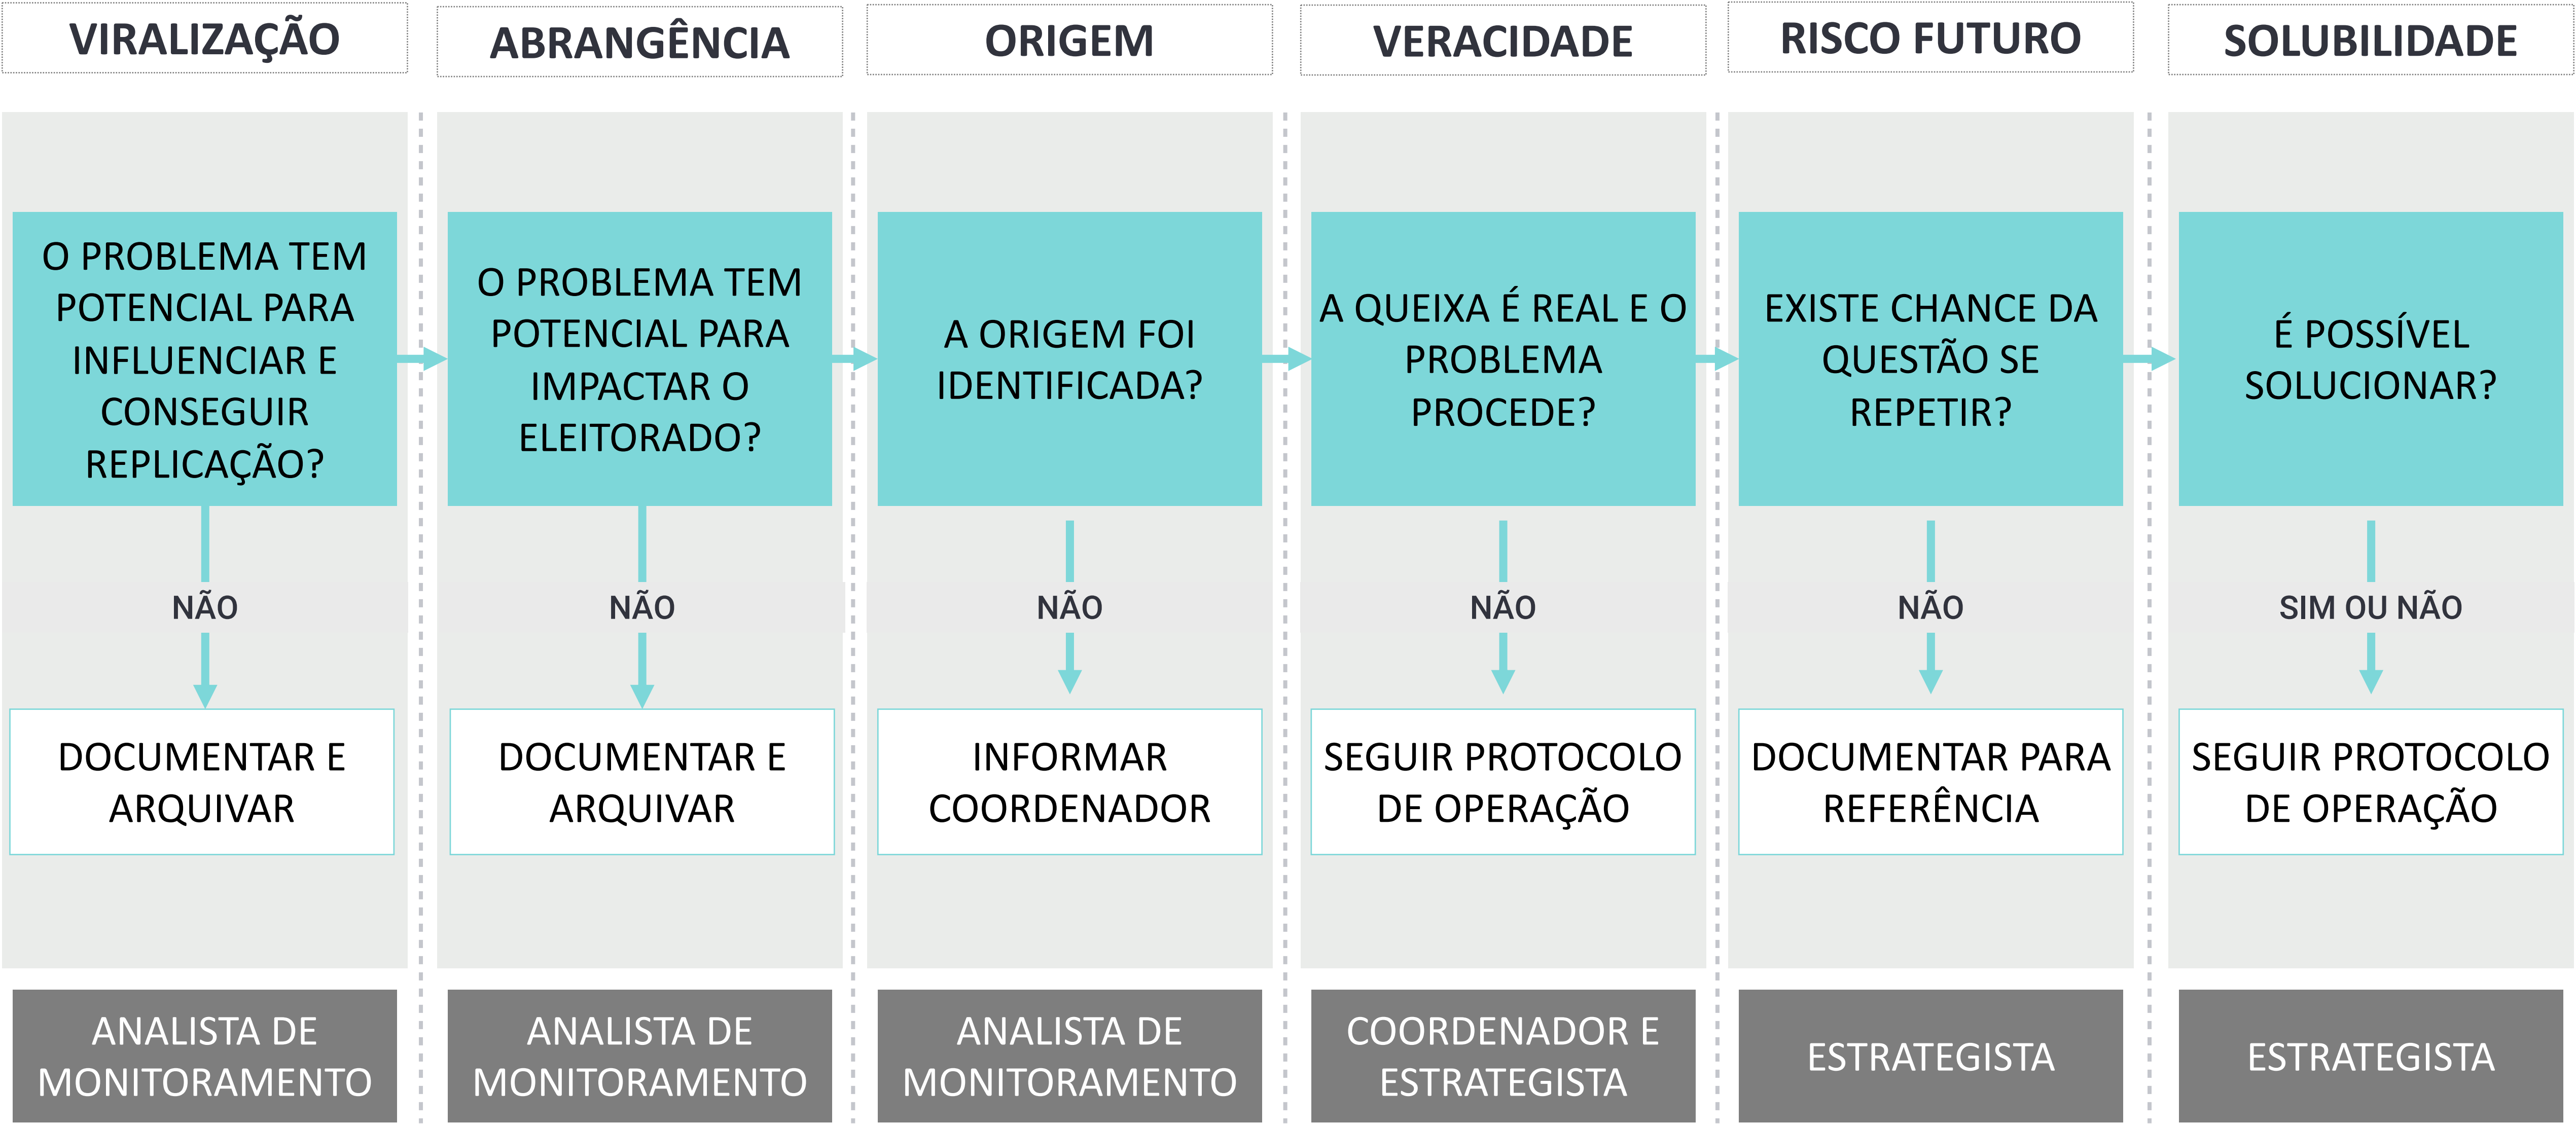 VIRALIZAÇÃO
ABRANGÊNCIA
ORIGEM
VERACIDADE
RISCO FUTURO
SOLUBILIDADE
O PROBLEMA TEM
POTENCIAL PARA
INFLUENCIAR E
CONSEGUIR
REPLICAÇÃO?
O PROBLEMA TEM
POTENCIAL PARA
IMPACTAR O
ELEITORADO?
A ORIGEM FOI
IDENTIFICADA?
A QUEIXA É REAL E O
PROBLEMA
PROCEDE?
EXISTE CHANCE DA
QUESTÃO SE
REPETIR?
É POSSÍVEL
SOLUCIONAR?
NÃO
NÃO
NÃO
NÃO
NÃO
SIM OU NÃO
DOCUMENTAR E
ARQUIVAR
DOCUMENTAR E
ARQUIVAR
INFORMAR
COORDENADOR
SEGUIR PROTOCOLO
DE OPERAÇÃO
DOCUMENTAR PARA
REFERÊNCIA
SEGUIR PROTOCOLO
DE OPERAÇÃO
ANALISTA DE
MONITORAMENTO
ANALISTA DE
MONITORAMENTO
ANALISTA DE
MONITORAMENTO
COORDENADOR E
ESTRATEGISTA
ESTRATEGISTA
ESTRATEGISTA